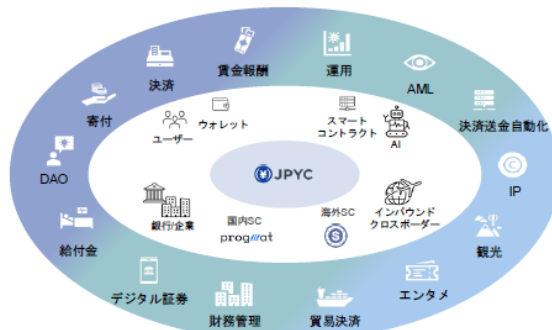 決済
賃金報酬
運用
AML
寄付
決済送金自動化
ウォレット
ユーザー
スマート
コントラクト
AI
DAO
JPYC
IP
銀行/企業
国内SC
progmat
海外SC
インバウンド
クロスボーダー
給付金
観光
デジタル証券
財務管理
貿易決済
エンタメ